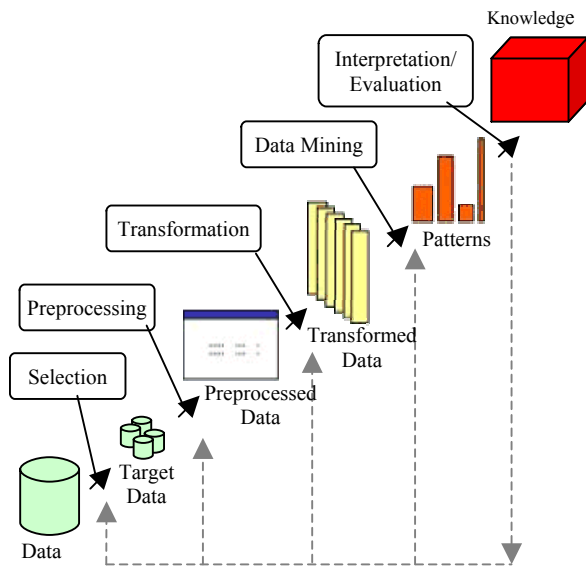 Knowledge
Interpretation/
Evaluation
Data Mining
Patterns
Transformation
Transformed
Data
Preprocessing
Preprocessed
Data
Selection
Target
Data
Data